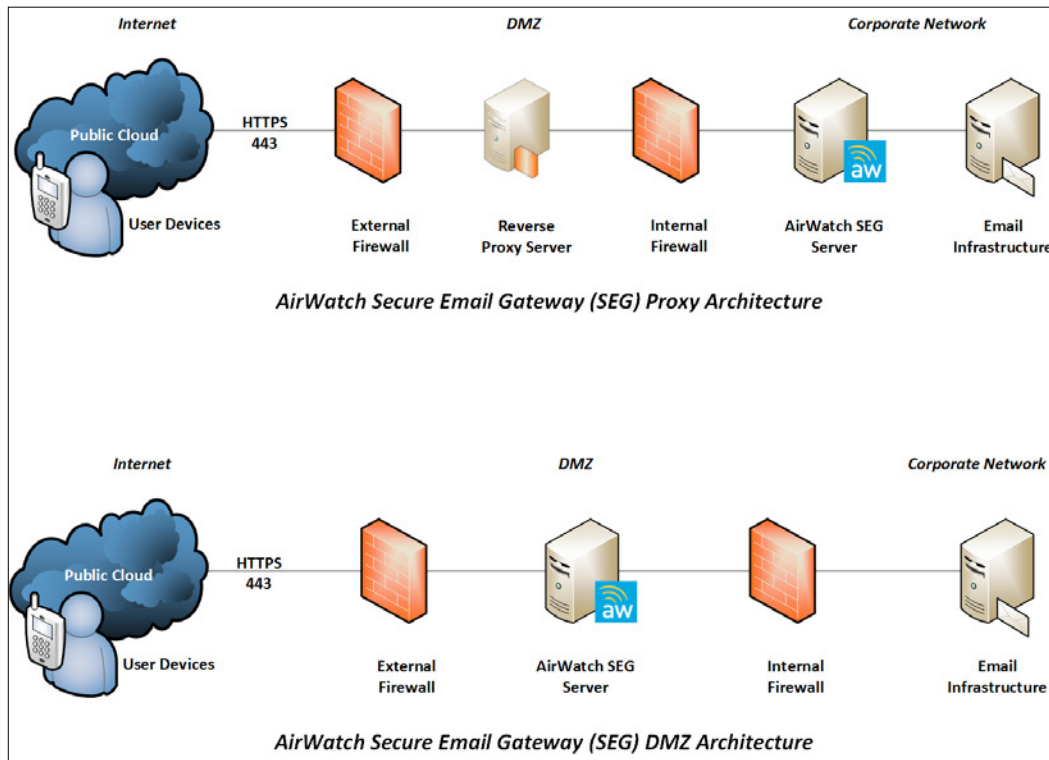 Internet
DMZ
Corporate Network
Public Cloud
HTTPS
443
aw
User Devices
External
Firewall
Reverse
Proxy Server
Internal
Firewall
AirWatch SEG
Server
Email
Infrastructure
AirWatch Secure Email Gateway (SEG) Proxy Architecture
Internet
DMZ
Corporate Network
Public Cloud
HTTPS
443
aw
User Devices
External
Firewall
AirWatch SEG
Server
Internal
Firewall
Email
Infrastructure
AirWatch Secure Email Gateway (SEG) DMZ Architecture